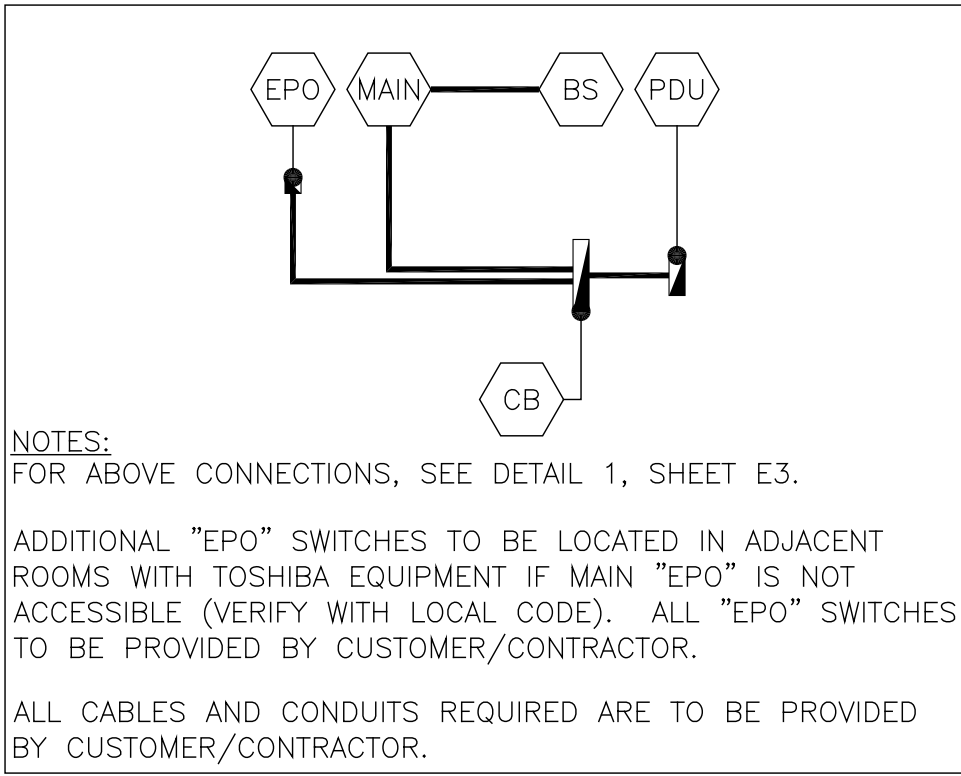 EPO MAIN BS PDU
CB
NOTES:
FOR ABOVE CONNECTIONS, SEE DETAIL 1, SHEET E3.
ADDITIONAL "EPO" SWITCHES TO BE LOCATED IN ADJACENT
ROOMS WITH TOSHIBA EQUIPMENT IF MAIN "EPO" IS NOT
ACCESSIBLE (VERIFY WITH LOCAL CODE). ALL "EPO" SWITCHES
TO BE PROVIDED BY CUSTOMER/CONTRACTOR.
ALL CABLES AND CONDUITS REQUIRED ARE TO BE PROVIDED
BY CUSTOMER/CONTRACTOR.